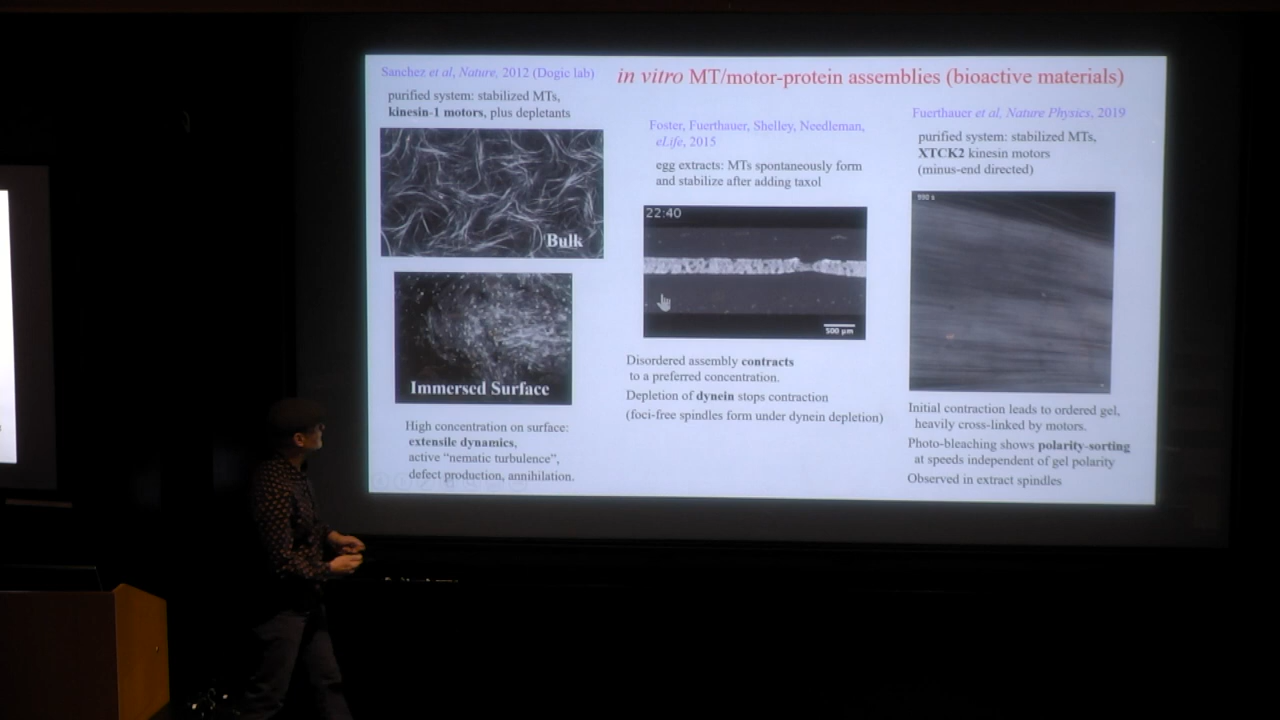 in vitro MT/motor-protein assemblies (bioactive materials)
Sanchez et al, Nature, 2012 (Dogic lab)
purified system: stabilized MTs,
kinesin-1 motors, plus depletants
Bulk
Immersed Surface
High concentration on surface:
extensile dynamics,
active “nematic turbulence”,
defect production, annihilation.
Foster, Fuerthauer, Shelley, Needleman,
eLife, 2015
egg extracts: MTs spontaneously form
and stabilize after adding taxol
22:40
500 µm
Disordered assembly contracts
to a preferred concentration.
Depletion of dynein stops contraction
(foci-free spindles form under dynein depletion)
Fuerthauer et al, Nature Physics, 2019
purified system: stabilized MTs,
XTCK2 kinesin motors
(minus-end directed)
990 s
Initial contraction leads to ordered gel,
heavily cross-linked by motors.
Photo-bleaching shows polarity-sorting
at speeds independent of gel polarity
Observed in extract spindles